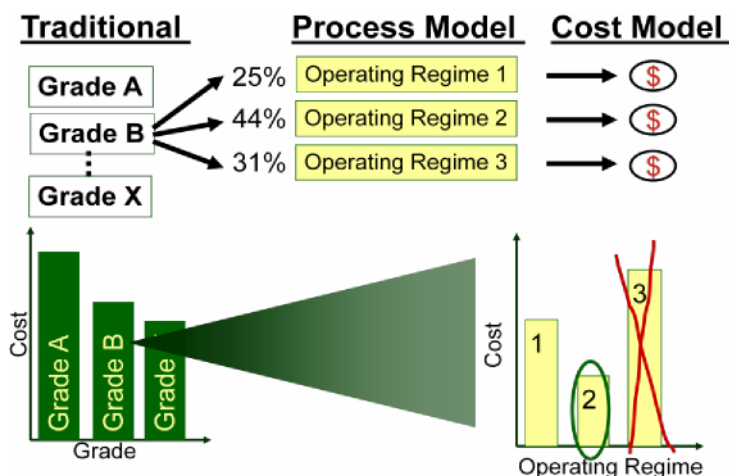 Traditional Process Model Cost Model
Grade A 25% Operating Regime 1 $
Grade B 44% Operating Regime 2 $
31% Operating Regime 3 $
Grade X
Cost
Grade A
Grade B
Grade
Grade
Cost
1
2
3
Operating Regime